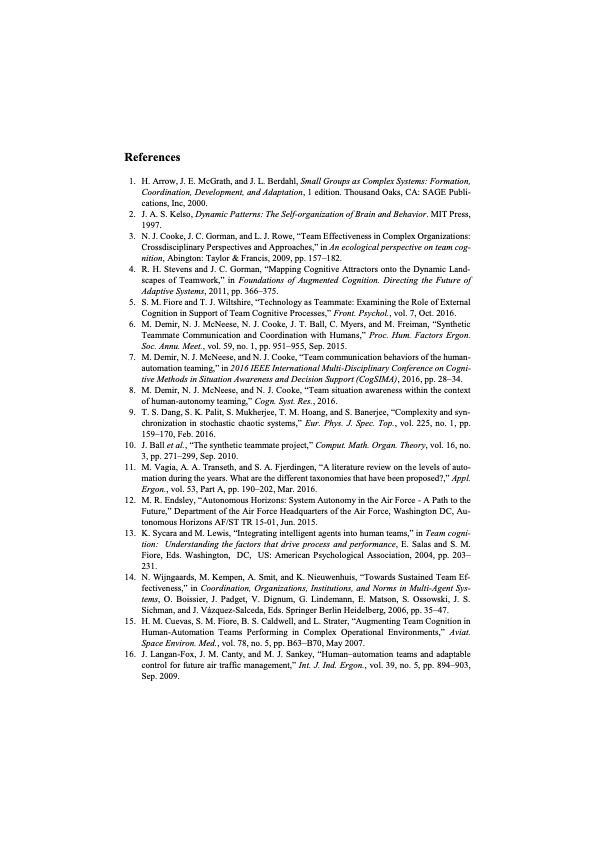 References
1. H. Arrow, J. E. McGrath, and J. L. Berdahl, Small Groups as Complex Systems: Formation,
Coordination, Development, and Adaptation, 1 edition. Thousand Oaks, CA: SAGE Publi-
cations, Inc, 2000.
2. J. A. S. Kelso, Dynamic Patterns: The Self-organization of Brain and Behavior. MIT Press,
1997.
3. N. J. Cooke, J. C. Gorman, and L. J. Rowe, “Team Effectiveness in Complex Organizations:
Crossdisciplinary Perspectives and Approaches,” in An ecological perspective on team cog-
nition, Abington: Taylor & Francis, 2009, pp. 157–182.
4. R. H. Stevens and J. C. Gorman, “Mapping Cognitive Attractors onto the Dynamic Land-
scapes of Teamwork,” in Foundations of Augmented Cognition. Directing the Future of
Adaptive Systems, 2011, pp. 366–375.
5. S. M. Fiore and T. J. Wiltshire, “Technology as Teammate: Examining the Role of External
Cognition in Support of Team Cognitive Processes,” Front. Psychol., vol. 7, Oct. 2016.
6. M. Demir, N. J. McNeese, N. J. Cooke, J. T. Ball, C. Myers, and M. Freiman, “Synthetic
Teammate Communication and Coordination with Humans,” Proc. Hum. Factors Ergon.
Soc. Annu. Meet., vol. 59, no. 1, pp. 951–955, Sep. 2015.
7. M. Demir, N. J. McNeese, and N. J. Cooke, “Team communication behaviors of the human-
automation teaming,” in 2016 IEEE International Multi-Disciplinary Conference on Cogni-
tive Methods in Situation Awareness and Decision Support (CogSIMA), 2016, pp. 28–34.
8. M. Demir, N. J. McNeese, and N. J. Cooke, “Team situation awareness within the context
of human-autonomy teaming,” Cogn. Syst. Res., 2016.
9. T. S. Dang, S. K. Palit, S. Mukherjee, T. M. Hoang, and S. Banerjee, “Complexity and syn-
chronization in stochastic chaotic systems,” Eur. Phys. J. Spec. Top., vol. 225, no. 1, pp.
159–170, Feb. 2016.
10. J. Ball et al., “The synthetic teammate project,” Comput. Math. Organ. Theory, vol. 16, no.
3, pp. 271–299, Sep. 2010.
11. M. Vagia, A. A. Transeth, and S. A. Fjerdingen, “A literature review on the levels of auto-
mation during the years. What are the different taxonomies that have been proposed?,” Appl.
Ergon., vol. 53, Part A, pp. 190–202, Mar. 2016.
12. M. R. Endsley, “Autonomous Horizons: System Autonomy in the Air Force - A Path to the
Future,” Department of the Air Force Headquarters of the Air Force, Washington DC, Au-
tonomous Horizons AF/ST TR 15-01, Jun. 2015.
13. K. Sycara and M. Lewis, “Integrating intelligent agents into human teams,” in Team cogni-
tion: Understanding the factors that drive process and performance, E. Salas and S. M.
Fiore, Eds. Washington, DC, US: American Psychological Association, 2004, pp. 203–
231.
14. N. Wijngaards, M. Kempen, A. Smit, and K. Nieuwenhuis, “Towards Sustained Team Ef-
fectiveness,” in Coordination, Organizations, Institutions, and Norms in Multi-Agent Sys-
tems, O. Boissier, J. Padget, V. Dignum, G. Lindemann, E. Matson, S. Ossowski, J. S.
Sichman, and J. Vázquez-Salceda, Eds. Springer Berlin Heidelberg, 2006, pp. 35–47.
15. H. M. Cuevas, S. M. Fiore, B. S. Caldwell, and L. Strater, “Augmenting Team Cognition in
Human-Automation Teams Performing in Complex Operational Environments,” Aviat.
Space Environ. Med., vol. 78, no. 5, pp. B63–B70, May 2007.
16. J. Langan-Fox, J. M. Canty, and M. J. Sankey, “Human–automation teams and adaptable
control for future air traffic management,” Int. J. Ind. Ergon., vol. 39, no. 5, pp. 894–903,
Sep. 2009.